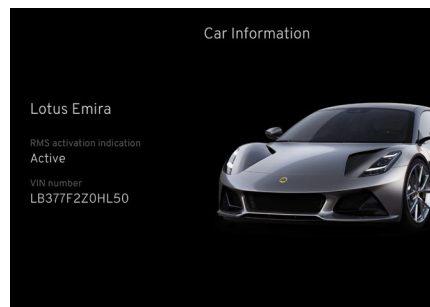 Car Information
Lotus Emira
RMS activation indication
Active
VIN number
LB377F2Z0HL50